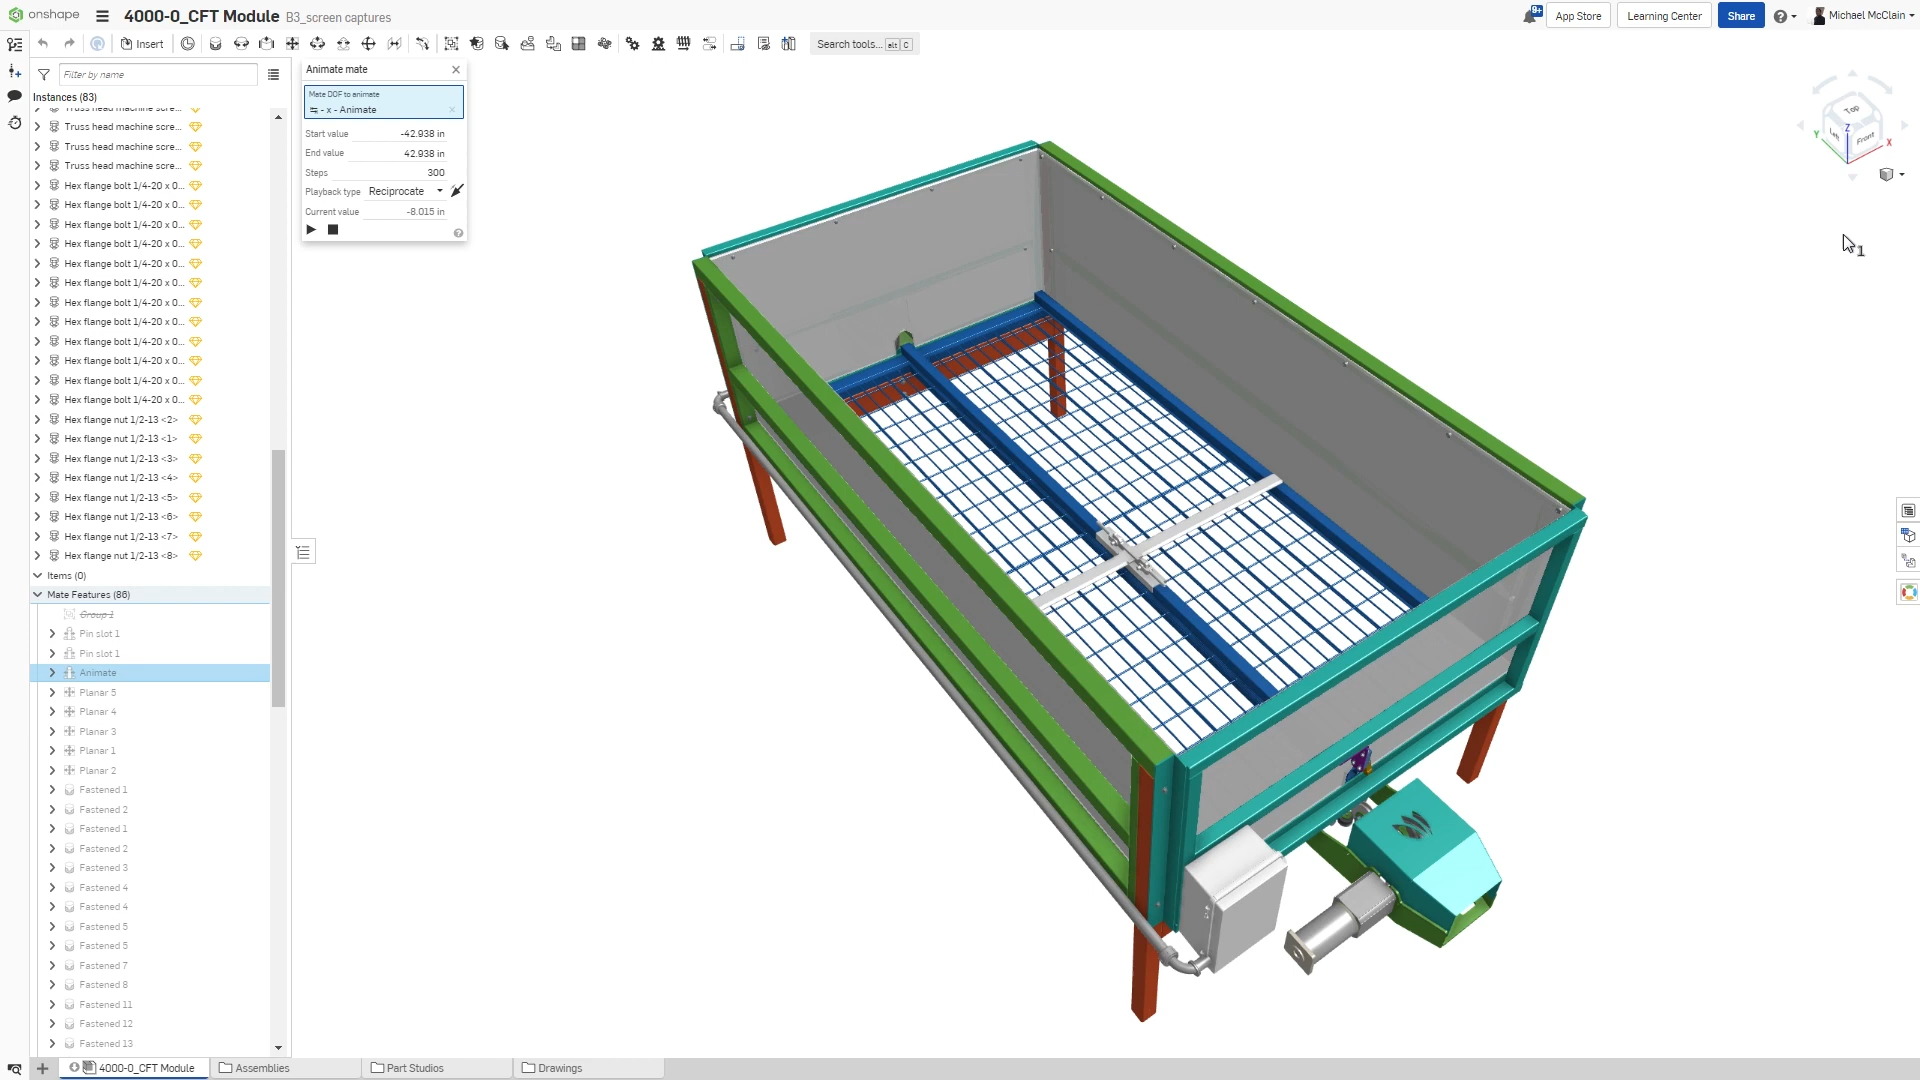 onshape
4000-0_CFT Module B3_screen captures
9+
App Store
Learning Center
Share
Michael McClain
Insert
Search tools... alt C
Filter by name
Instances (83)
Truss head machine scre...
Truss head machine scre...
Truss head machine scre...
Truss head machine scre...
Hex flange bolt 1/4-20 x 0...
Hex flange bolt 1/4-20 x 0...
Hex flange bolt 1/4-20 x 0...
Hex flange bolt 1/4-20 x 0...
Hex flange bolt 1/4-20 x 0...
Hex flange bolt 1/4-20 x 0...
Hex flange bolt 1/4-20 x 0...
Hex flange bolt 1/4-20 x 0...
Hex flange bolt 1/4-20 x 0...
Hex flange bolt 1/4-20 x 0...
Hex flange bolt 1/4-20 x 0...
Hex flange bolt 1/4-20 x 0...
Hex flange nut 1/2-13 <2>
Hex flange nut 1/2-13 <1>
Hex flange nut 1/2-13 <3>
Hex flange nut 1/2-13 <4>
Hex flange nut 1/2-13 <5>
Hex flange nut 1/2-13 <6>
Hex flange nut 1/2-13 <7>
Hex flange nut 1/2-13 <8>
Items (0)
Mate Features (86)
Group 1
Pin slot 1
Pin slot 1
Animate
Planar 5
Planar 4
Planar 3
Planar 1
Planar 2
Fastened 1
Fastened 2
Fastened 1
Fastened 2
Fastened 3
Fastened 4
Fastened 4
Fastened 5
Fastened 5
Fastened 7
Fastened 8
Fastened 11
Fastened 12
Fastened 13
Animate mate
Mate DOF to animate
- x - Animate
Start value -42.938 in
End value 42.938 in
Steps 300
Playback type Reciprocate
Current value -8.015 in
Top
Left
Front
Z
Y
X
1
4000-0_CFT Module
Assemblies
Part Studios
Drawings